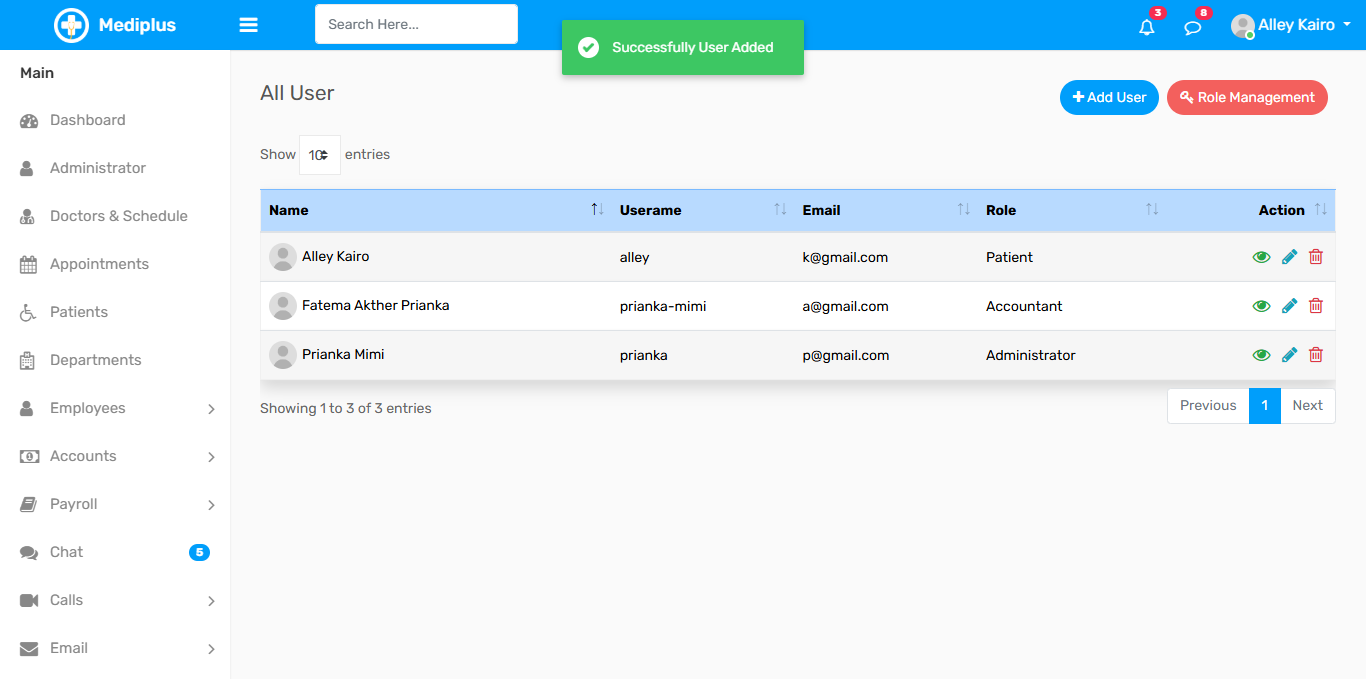 Mediplus
Search Here...
Successfully User Added
3
8
Alley Kairo
Main
Dashboard
Administrator
Doctors & Schedule
Appointments
Patients
Departments
Employees
Accounts
Payroll
Chat 5
Calls
Email
All User
Add User
Role Management
Show 10 entries
Name Userame Email Role Action
Alley Kairo alley k@gmail.com Patient
Fatema Akther Prianka prianka-mimi a@gmail.com Accountant
Prianka Mimi prianka p@gmail.com Administrator
Showing 1 to 3 of 3 entries
Previous 1 Next